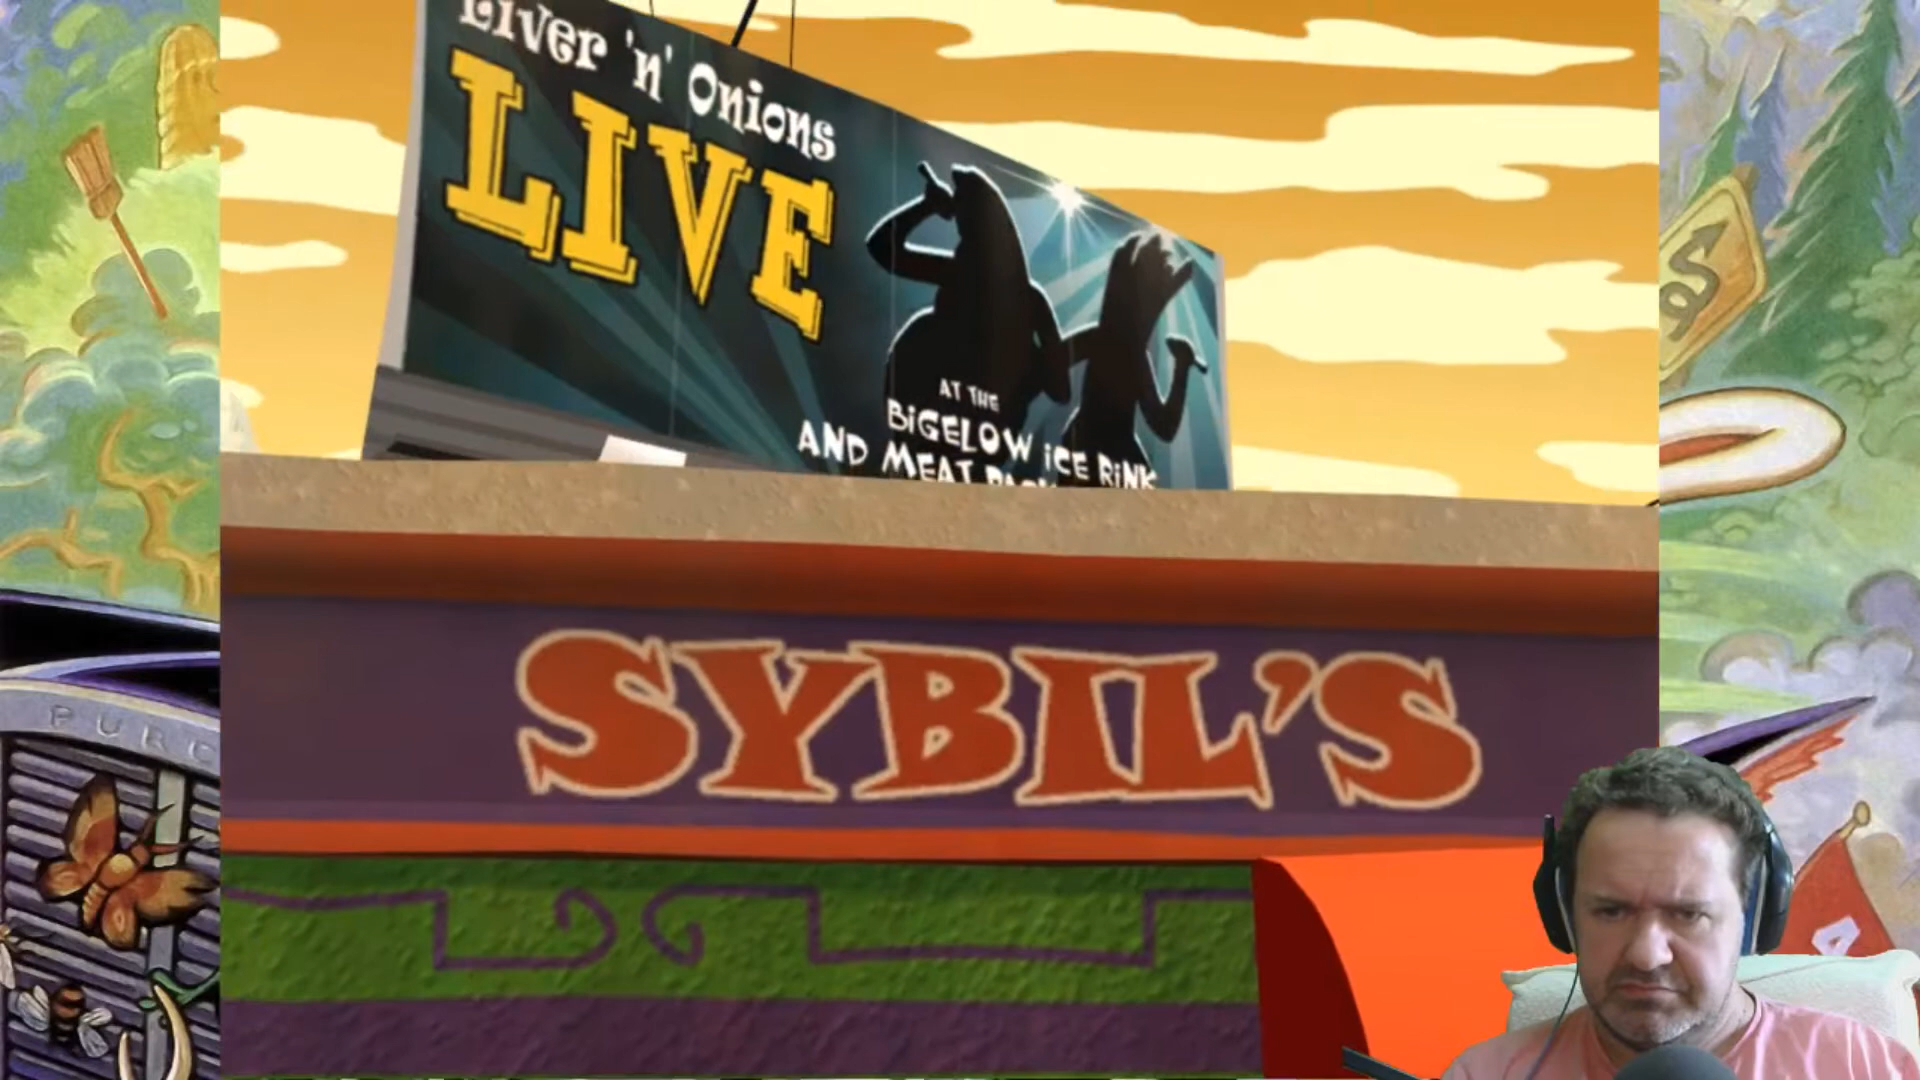 Liver 'n' Onions
LIVE
AT THE
BIGELOW ICE RINK
AND MEAT
SYBIL'S